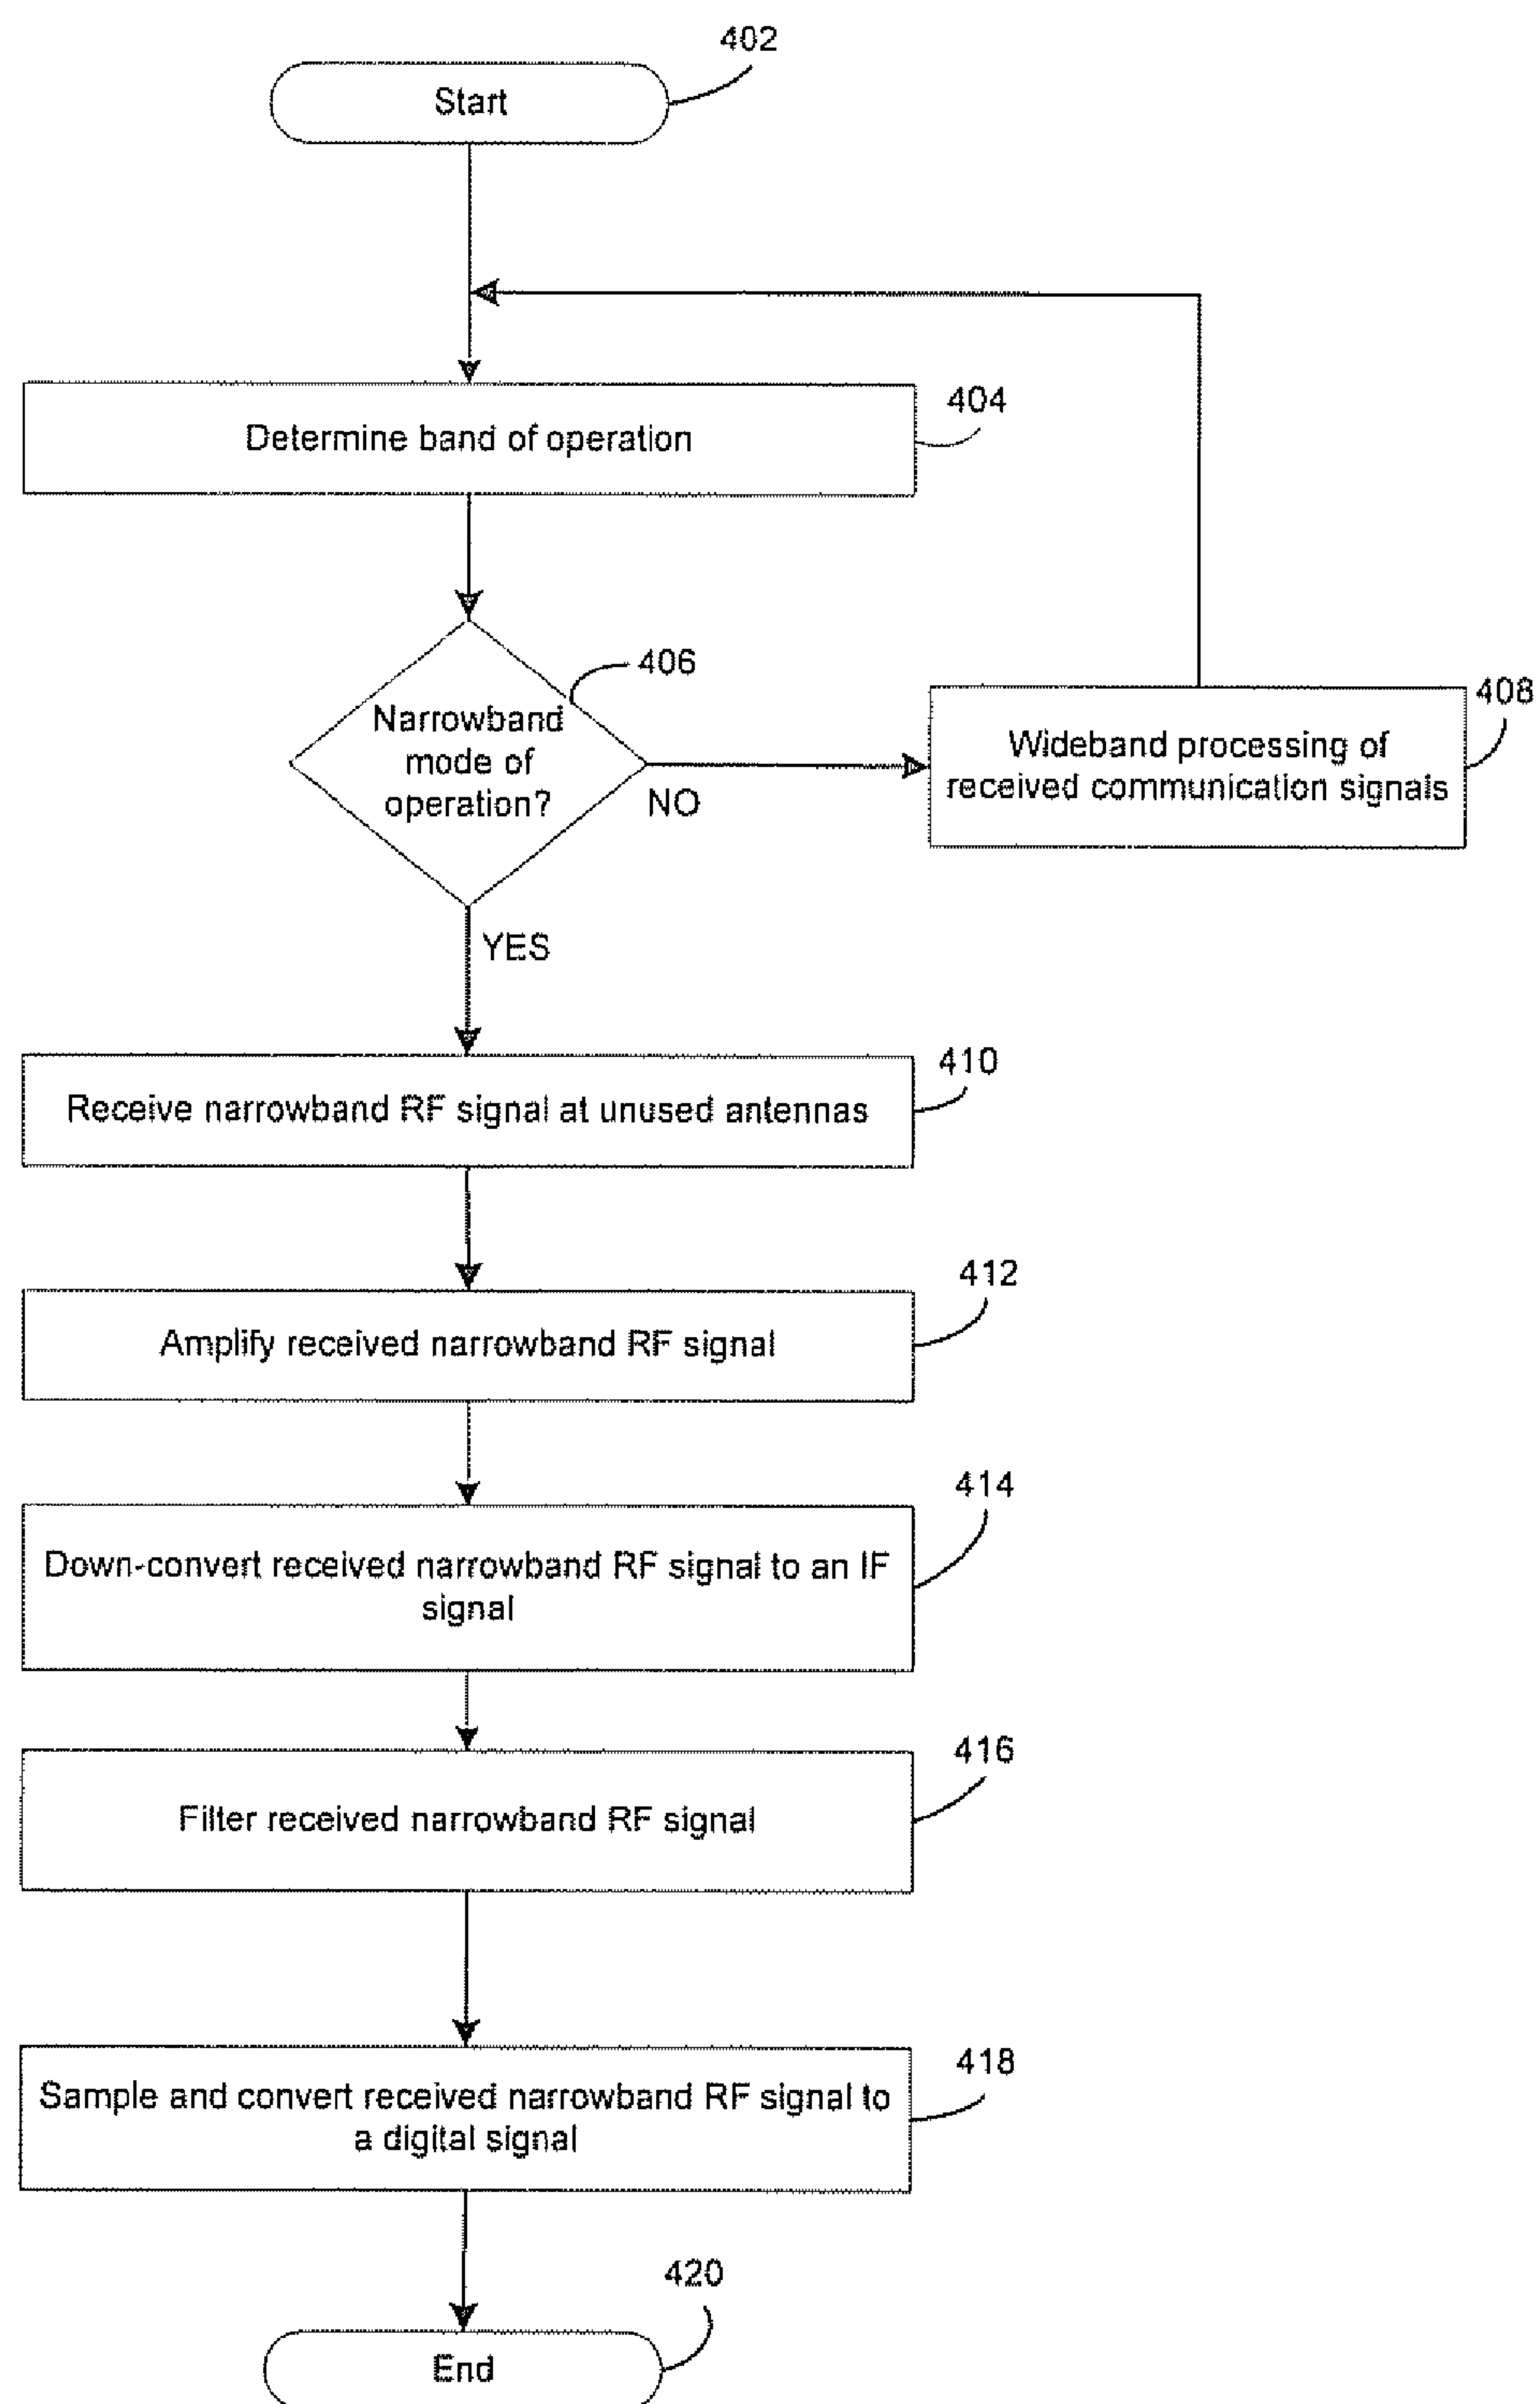 402
Start
404
Determine band of operation
406
Narrowband
mode of
operation?
NO
408
Wideband processing of
received communication signals
YES
410
Receive narrowband RF signal at unused antennas
412
Amplify received narrowband RF signal
414
Down-convert received narrowband RF signal to an IF
signal
416
Filter received narrowband RF signal
418
Sample and convert received narrowband RF signal to
a digital signal
420
End